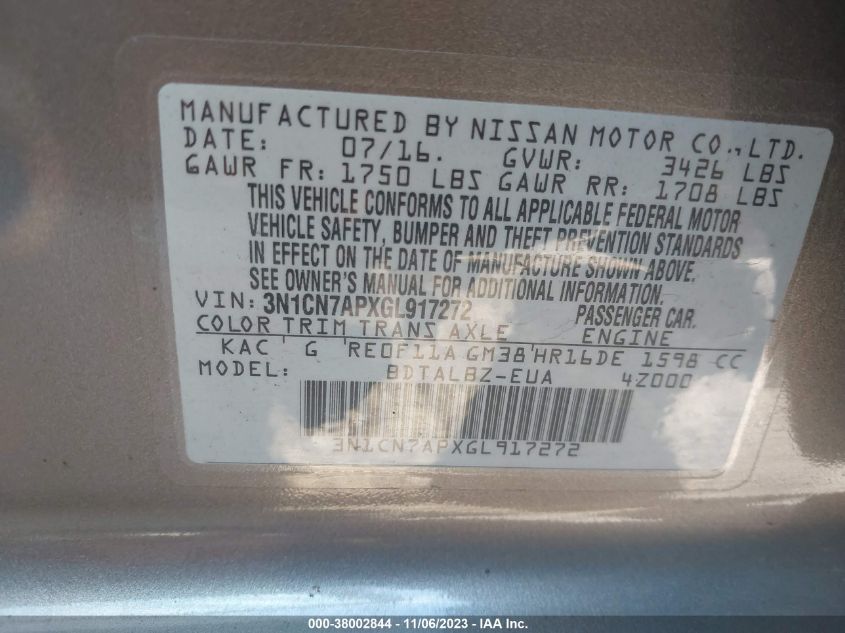 MANUFACTURED BY NISSAN MOTOR CO., LTD.
DATE: 07/16. GVWR: 3426 LBS
GAWR FR: 1750 LBS GAWR RR: 1708 LBS
THIS VEHICLE CONFORMS TO ALL APPLICABLE FEDERAL MOTOR
VEHICLE SAFETY, BUMPER AND THEFT PREVENTION STANDARDS
IN EFFECT ON THE DATE OF MANUFACTURE SHOWN ABOVE.
SEE OWNER'S MANUAL FOR ADDITIONAL INFORMATION.
VIN: 3N1CN7APXGL917272 PASSENGER CAR.
COLOR TRIM TRANS AXLE ENGINE
KAC ' G 'RE0F11A GM38'HR16DE 1598 CC
MODEL: BDTALBZ-EUA 4Z000
3N1CN7APXGL917272
000-38002844 - 11/06/2023 - IAA Inc.